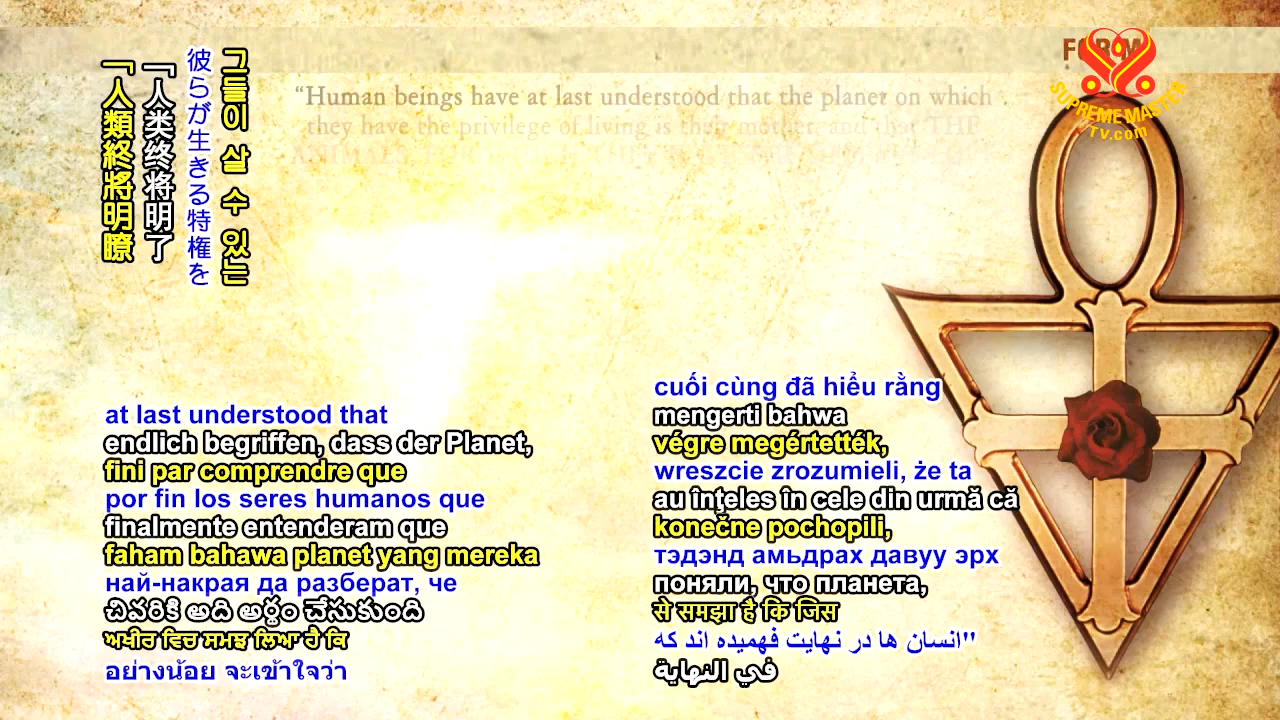 FORM
SUPREME MASTER
TV.com
"Human beings have at last understood that the planet on which
they have the privilege of living is their mother and that THE
그들이 살 수 있는
彼らが生きる特権を
「人类终将明了
「人類終將明瞭
at last understood that
endlich begriffen, dass der Planet,
fini par comprendre que
por fin los seres humanos que
finalmente entenderam que
faham bahawa planet yang mereka
най-накрая да разберат, че
చివరికి అది అర్థం చేసుకుంది
ਅਖੀਰ ਵਿਚ ਸਮਝ ਲਿਆ ਹੈ ਕਿ
อย่างน้อย จะเข้าใจว่า
cuối cùng đã hiểu rằng
mengerti bahwa
végre megértették,
wreszcie zrozumieli, że ta
au înţeles în cele din urmă că
konečne pochopili,
тэдэнд амьдрах давуу эрх
поняли, что планета,
से समझा है कि जिस
"انسان ها در نهایت فهمیده اند که
في النهاية